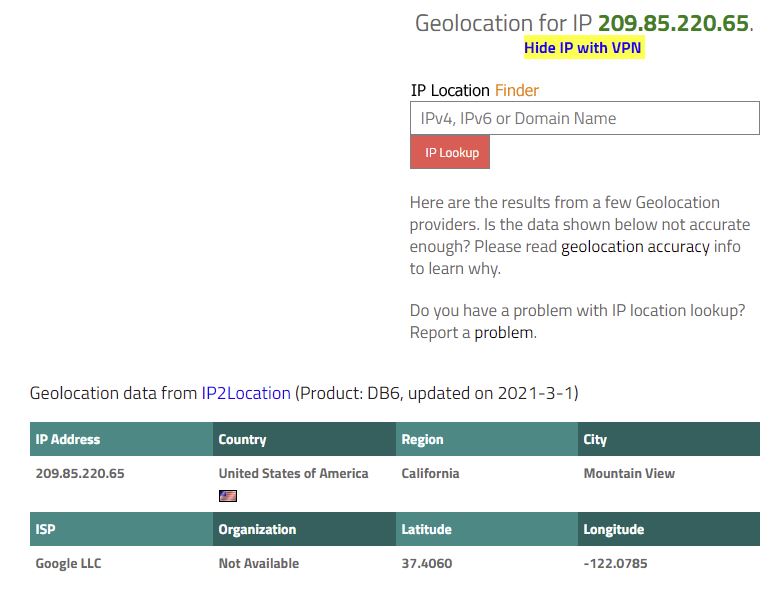 Geolocation for IP 209.85.220.65.
Hide IP with VPN
IP Location Finder
IPv4, IPv6 or Domain Name
IP Lookup
Here are the results from a few Geolocation
providers. Is the data shown below not accurate
enough? Please read geolocation accuracy info
to learn why.
Do you have a problem with IP location lookup?
Report a problem.
Geolocation data from IP2Location (Product: DB6, updated on 2021-3-1)
IP Address Country Region City
209.85.220.65 United States of America California Mountain View
ISP Organization Latitude Longitude
Google LLC Not Available 37.4060 -122.0785